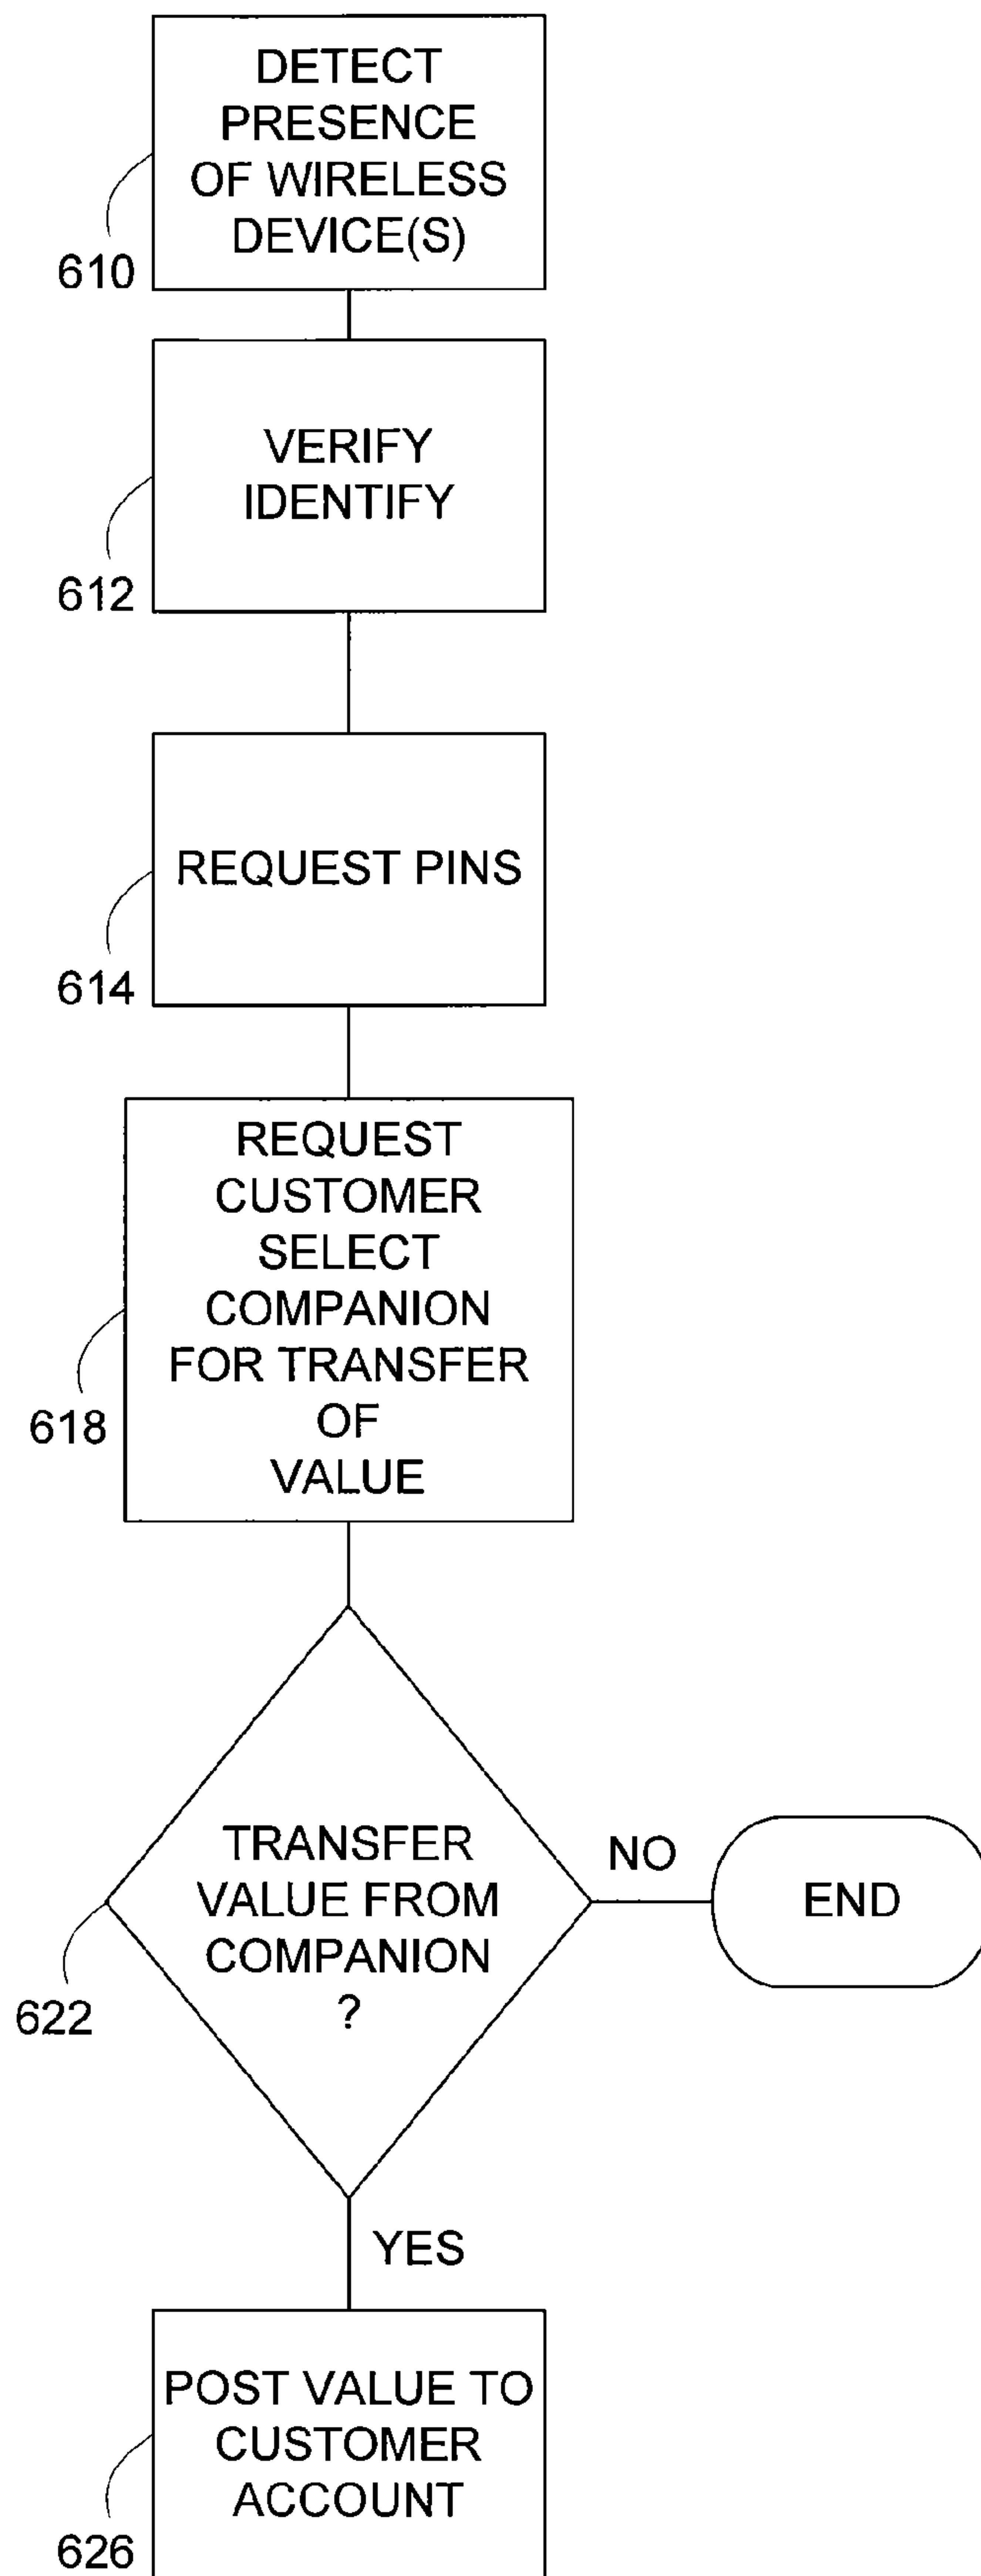 DETECT
PRESENCE
OF WIRELESS
DEVICE(S)
610
VERIFY
IDENTIFY
612
REQUEST PINS
614
REQUEST
CUSTOMER
SELECT
COMPANION
FOR TRANSFER
OF
VALUE
618
TRANSFER
VALUE FROM
COMPANION
?
622
NO
END
YES
POST VALUE TO
CUSTOMER
ACCOUNT
626